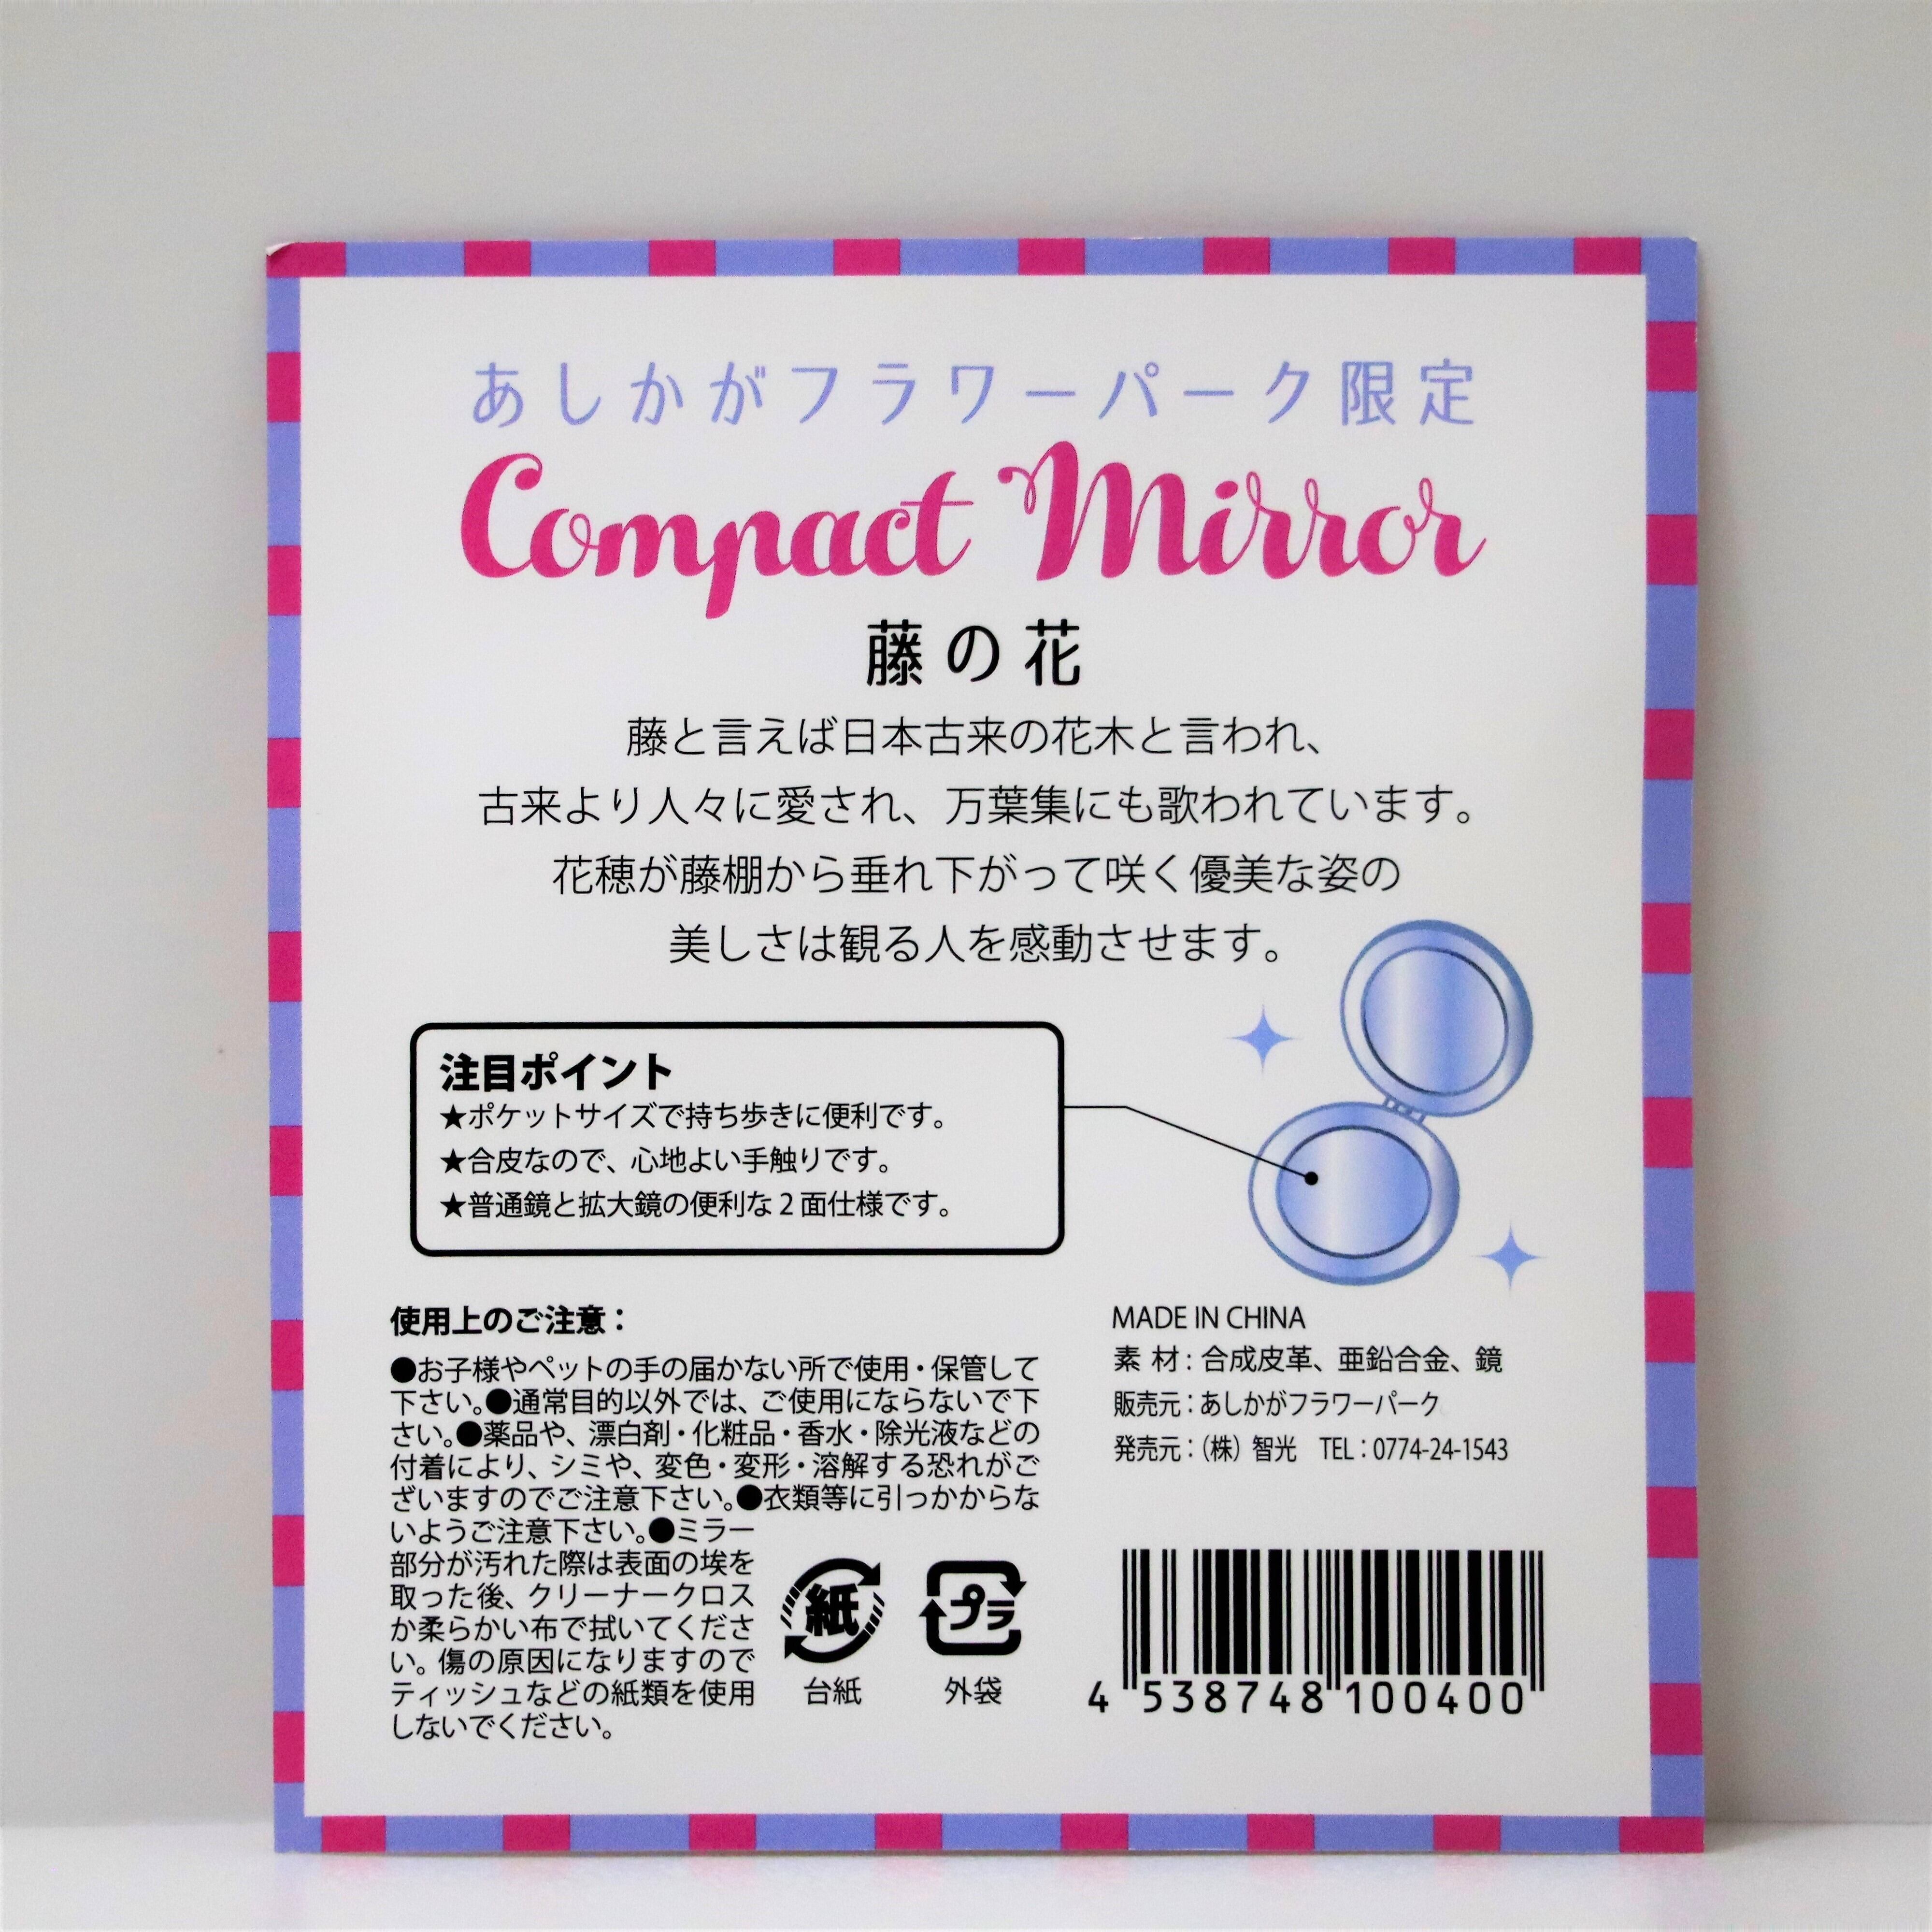 あしかがフラワーパーク限定
Compact Mirror
藤の花
藤と言えば日本古来の花木と言われ、
古来より人々に愛され、万葉集にも歌われています。
花穂が藤棚から垂れ下がって咲く優美な姿の
美しさは観る人を感動させます。
注目ポイント
★ポケットサイズで持ち歩きに便利です。
★合皮なので、心地よい手触りです。
★普通鏡と拡大鏡の便利な2面仕様です。
使用上のご注意：
●お子様やペットの手の届かない所で使用・保管して
下さい。●通常目的以外では、ご使用にならないで下
さい。●薬品や、漂白剤・化粧品・香水・除光液などの
付着により、シミや、変色・変形・溶解する恐れがご
ざいますのでご注意下さい。●衣類等に引っかからな
いようご注意下さい。●ミラー
部分が汚れた際は表面の埃を
取った後、クリーナークロス
か柔らかい布で拭いてくださ
い。傷の原因になりますので
ティッシュなどの紙類を使用
しないでください。
紙
台紙
プラ
外袋
MADE IN CHINA
素 材：合成皮革、亜鉛合金、鏡
販売元：あしかがフラワーパーク
発売元：（株）智光　TEL：0774-24-1543
4 538748 100400